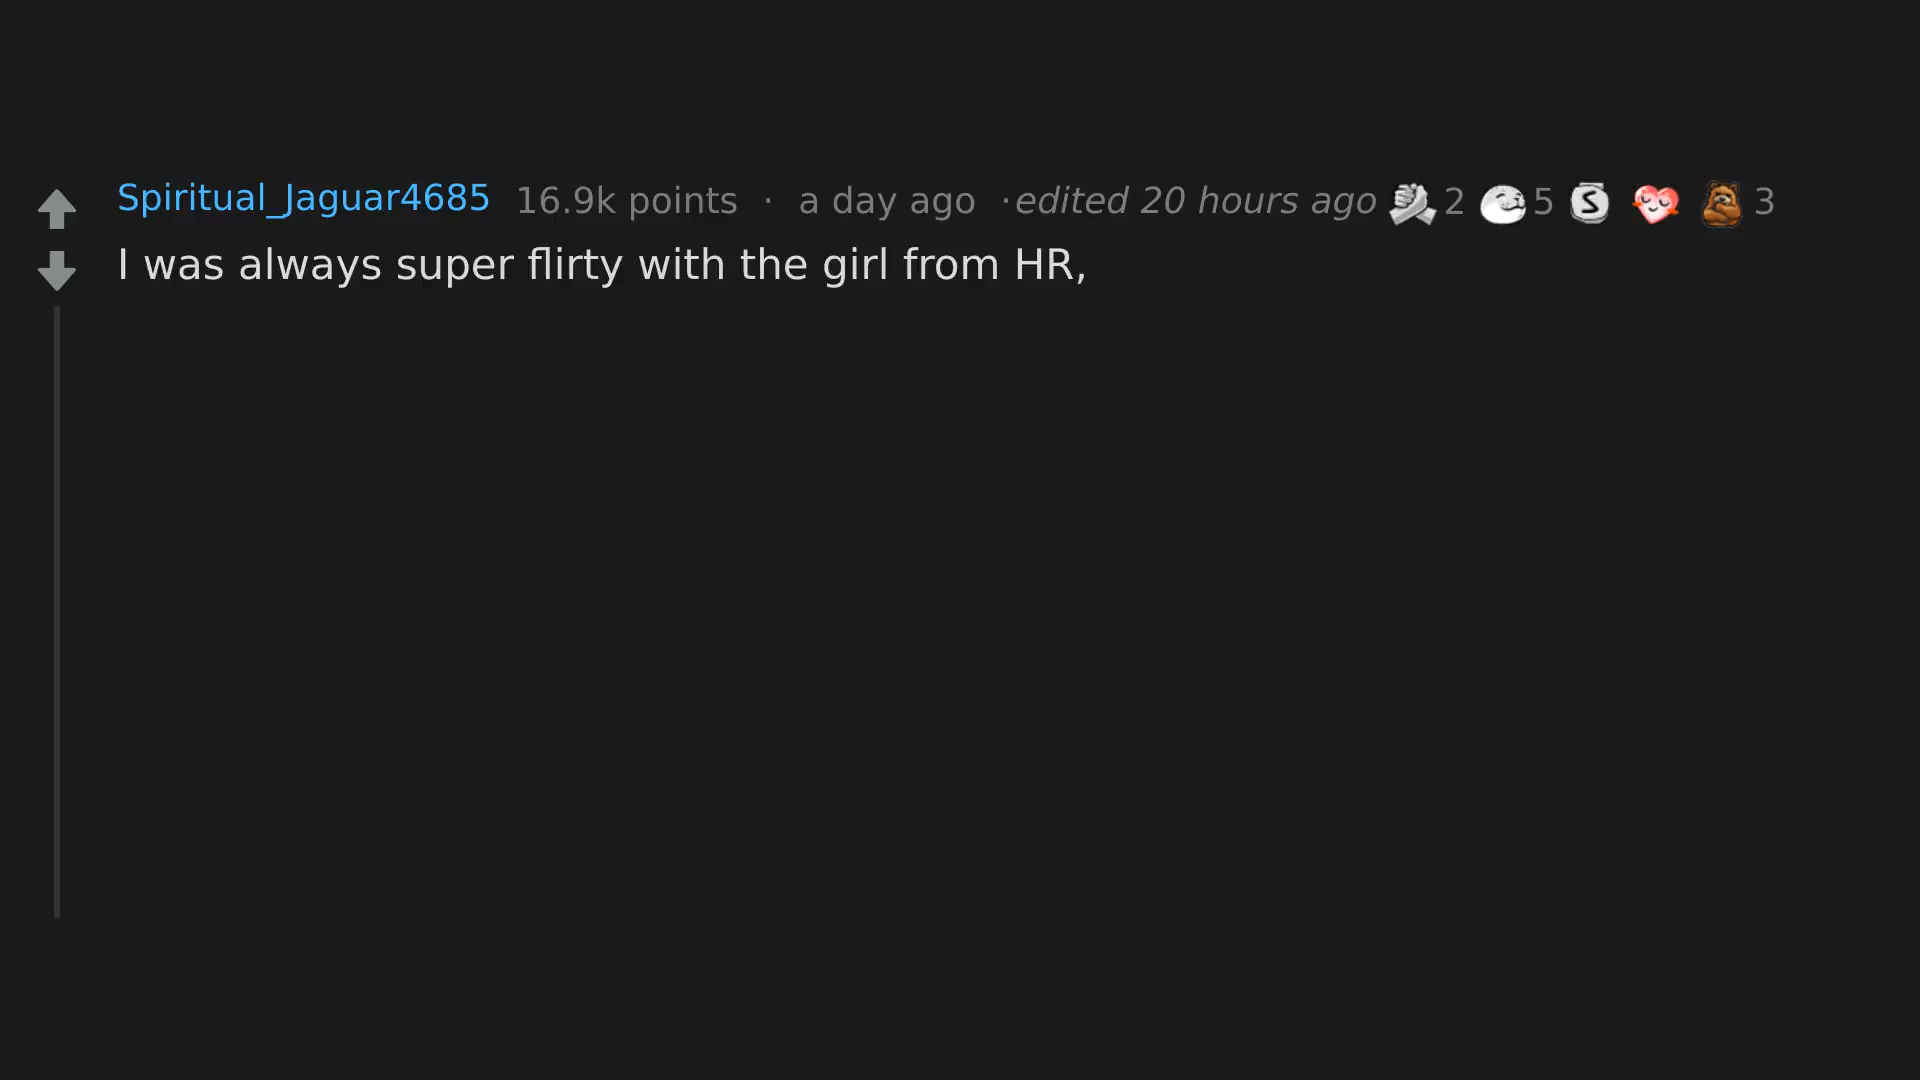 Spiritual_Jaguar4685 16.9k points · a day ago ·edited 20 hours ago 2 5 S 3
I was always super flirty with the girl from HR,